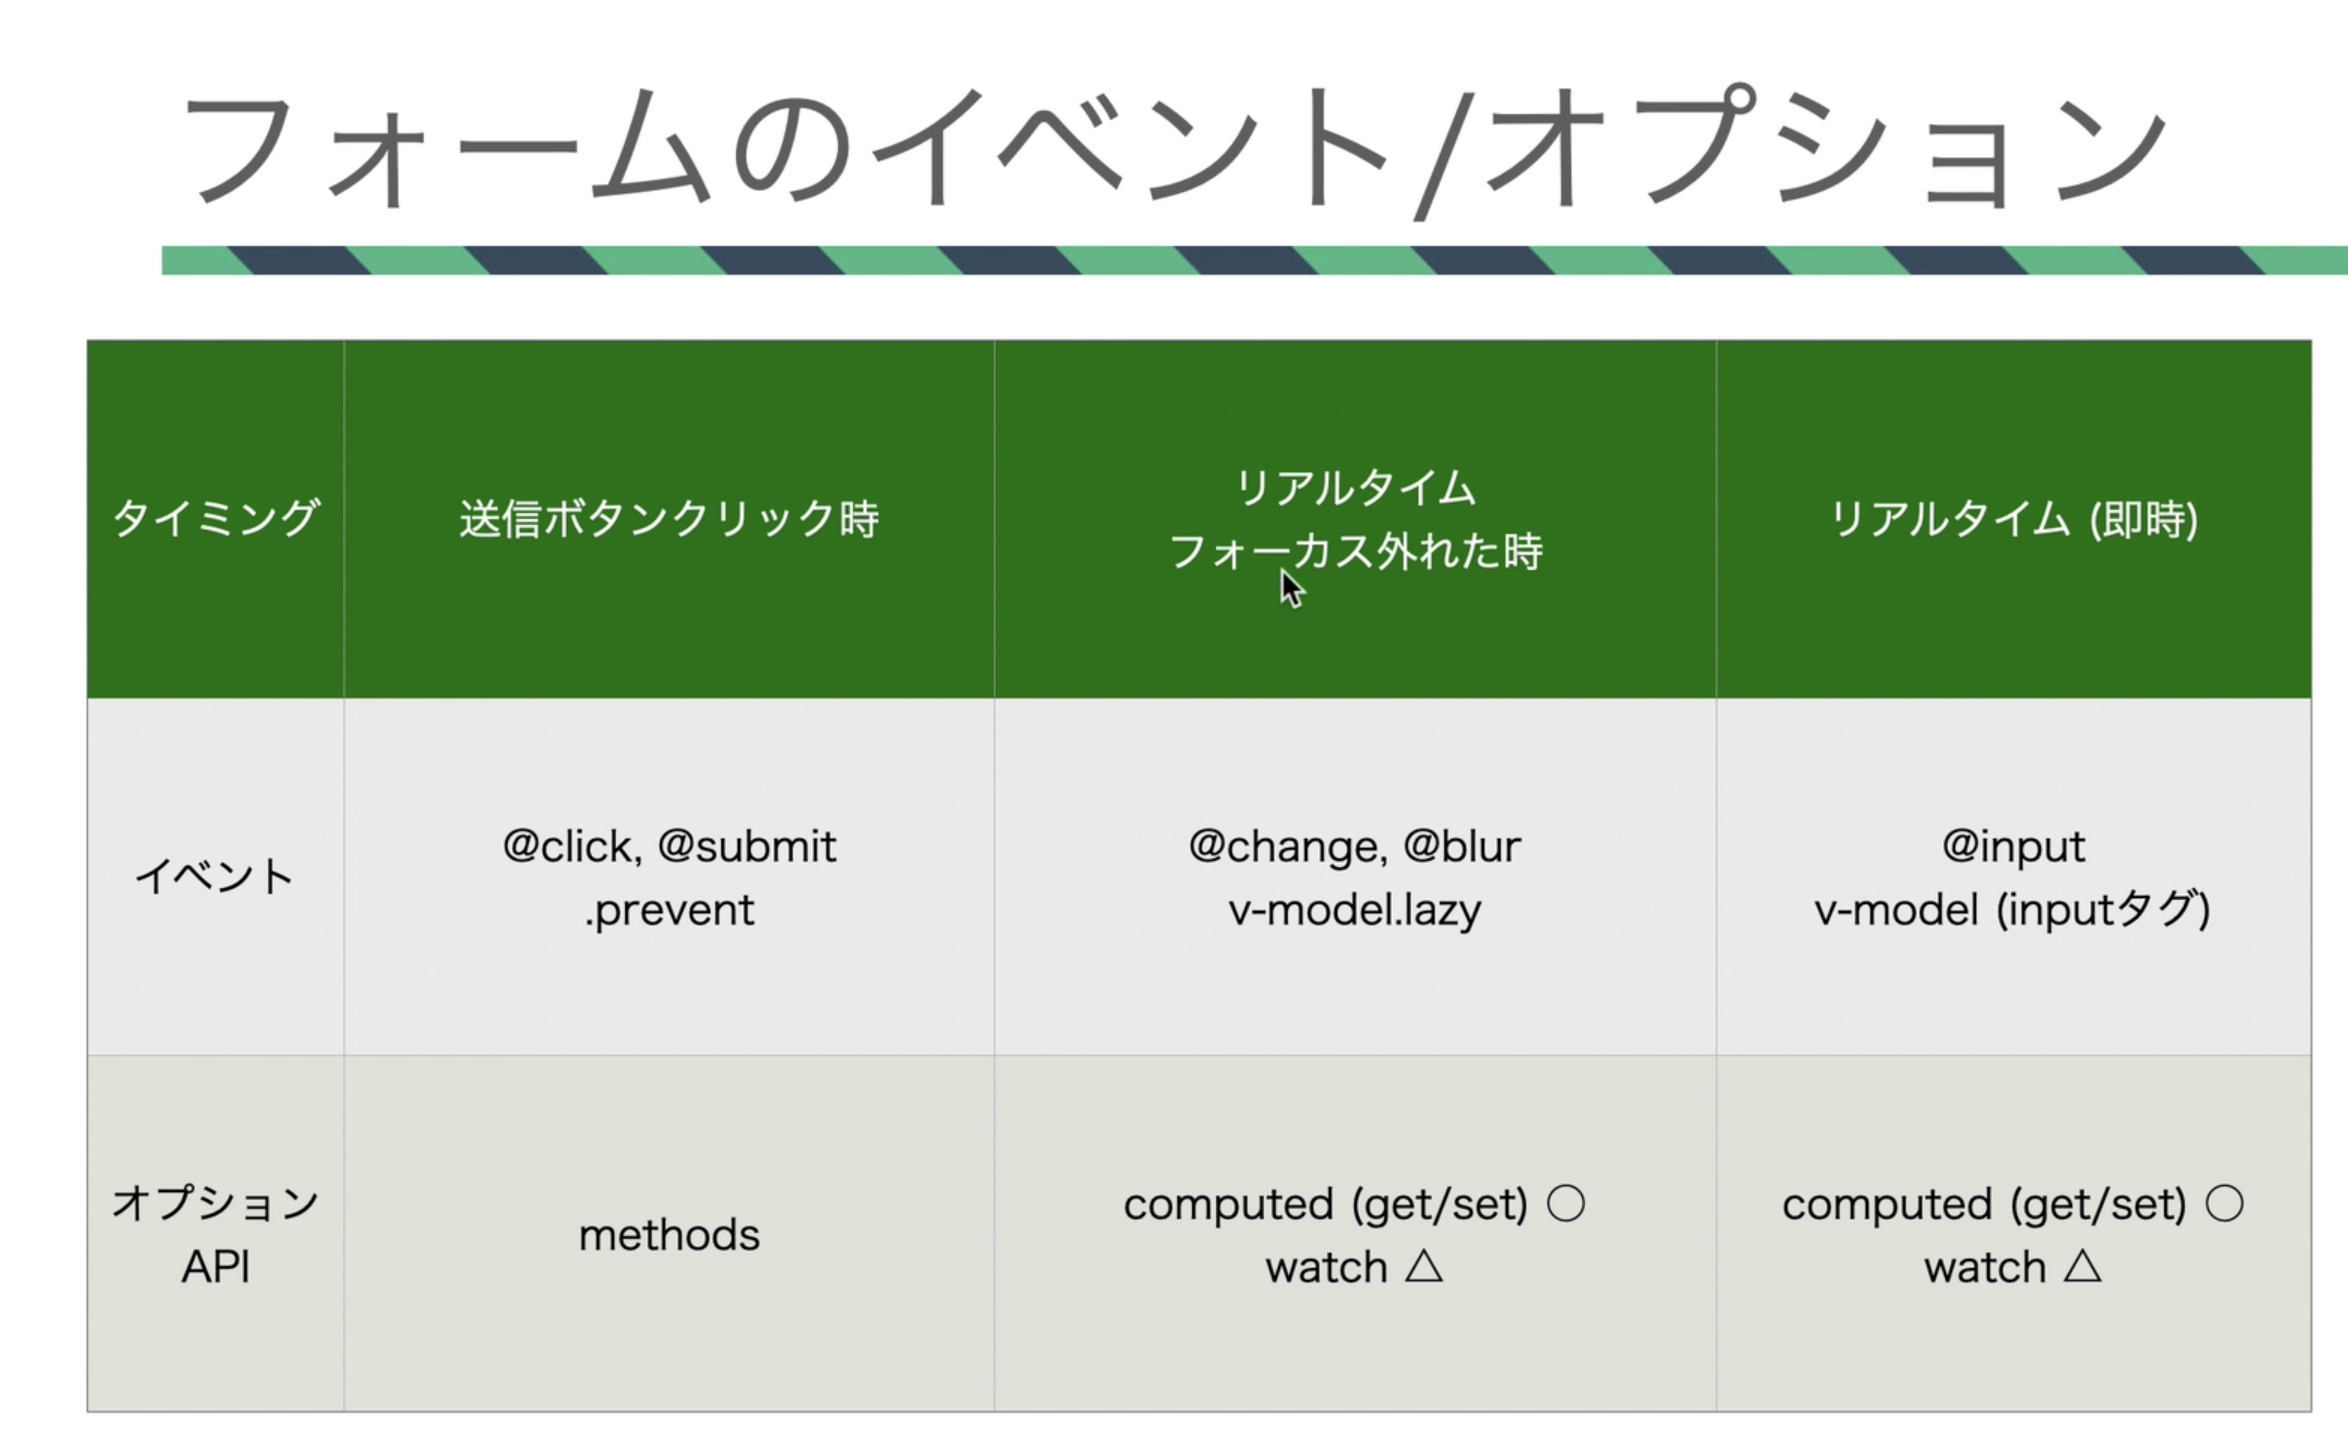 フォームのイベント/オプション
タイミング
送信ボタンクリック時
リアルタイム
フォーカス外れた時
リアルタイム (即時)
イベント
@click, @submit
.prevent
@change, @blur
v-model.lazy
@input
v-model (inputタグ)
オプション
API
methods
computed (get/set) ○
watch △
computed (get/set) ○
watch △